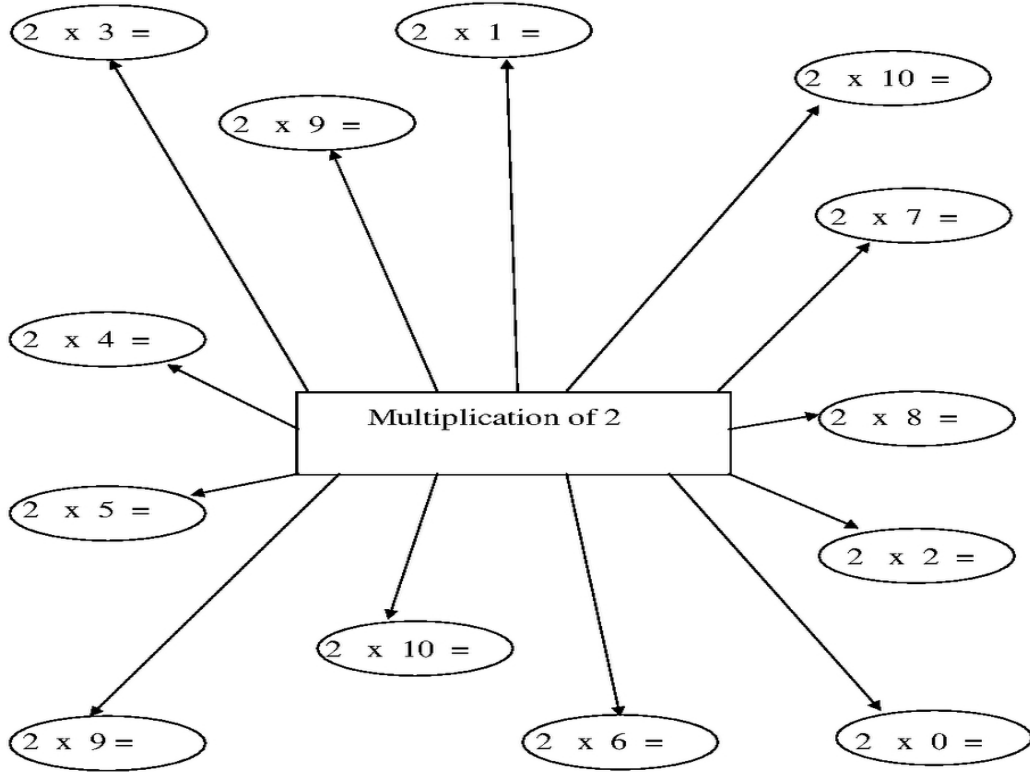 2 x 3 =
2 x 1 =
2 x 10 =
2 x 9 =
2 x 7 =
2 x 4 =
Multiplication of 2
2 x 8 =
2 x 5 =
2 x 2 =
2 x 10 =
2 x 9 =
2 x 6 =
2 x 0 =